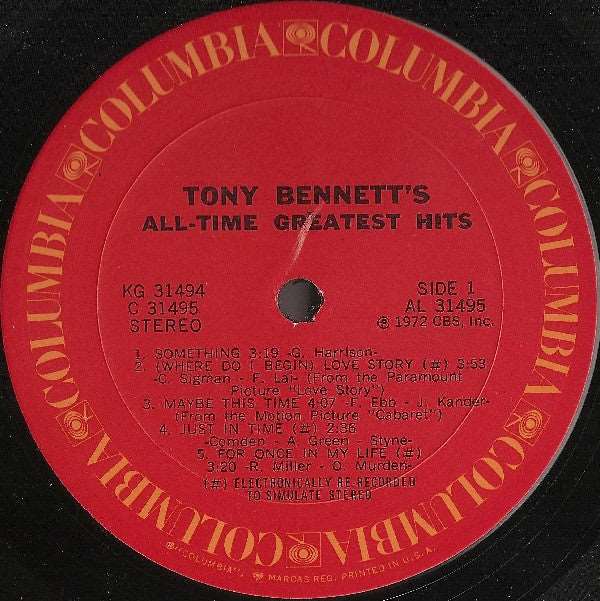 COLUMBIA COLUMBIA COLUMBIA COLUMBIA COLUMBIA COLUMBIA
TONY BENNETT'S
ALL-TIME GREATEST HITS
KG 31494
C 31495
STEREO
SIDE 1
AL 31495
℗ 1972 CBS, Inc.
1. SOMETHING 3:19 -G. Harrison-
2. (WHERE DO I BEGIN) LOVE STORY (#) 3:53
-C. Sigman - F. Lai- (From the Paramount
Picture "Love Story")
3. MAYBE THIS TIME 4:07 -F. Ebb - J. Kander-
(From the Motion Picture "Cabaret")
4. JUST IN TIME (#) 2:36
-Comden - A. Green - Styne-
5. FOR ONCE IN MY LIFE (#)
3:20 -R. Miller - O. Murden-
(#) ELECTRONICALLY RE-RECORDED
TO SIMULATE STEREO
®"COLUMBIA", MARCAS REG. PRINTED IN U.S.A.